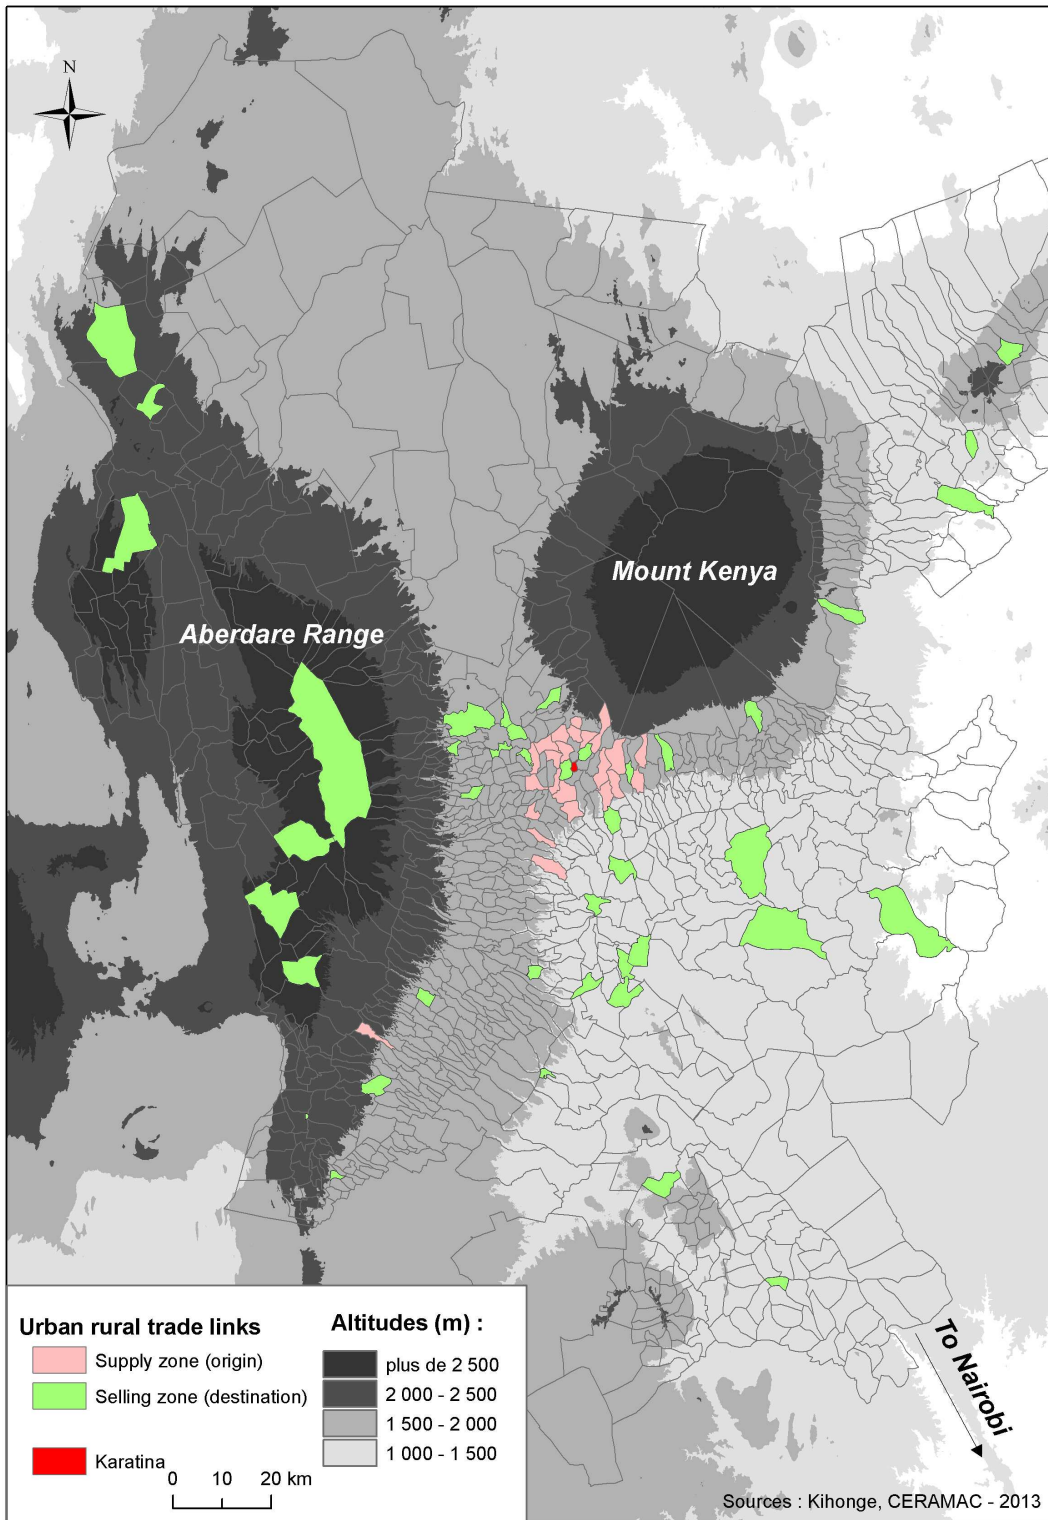 N
Mount Kenya
Aberdare Range
To Nairobi
Urban rural trade links
Supply zone (origin)
Selling zone (destination)
Karatina
0 10 20 km
Altitudes (m) :
plus de 2 500
2 000 - 2 500
1 500 - 2 000
1 000 - 1 500
Sources : Kihonge, CERAMAC - 2013